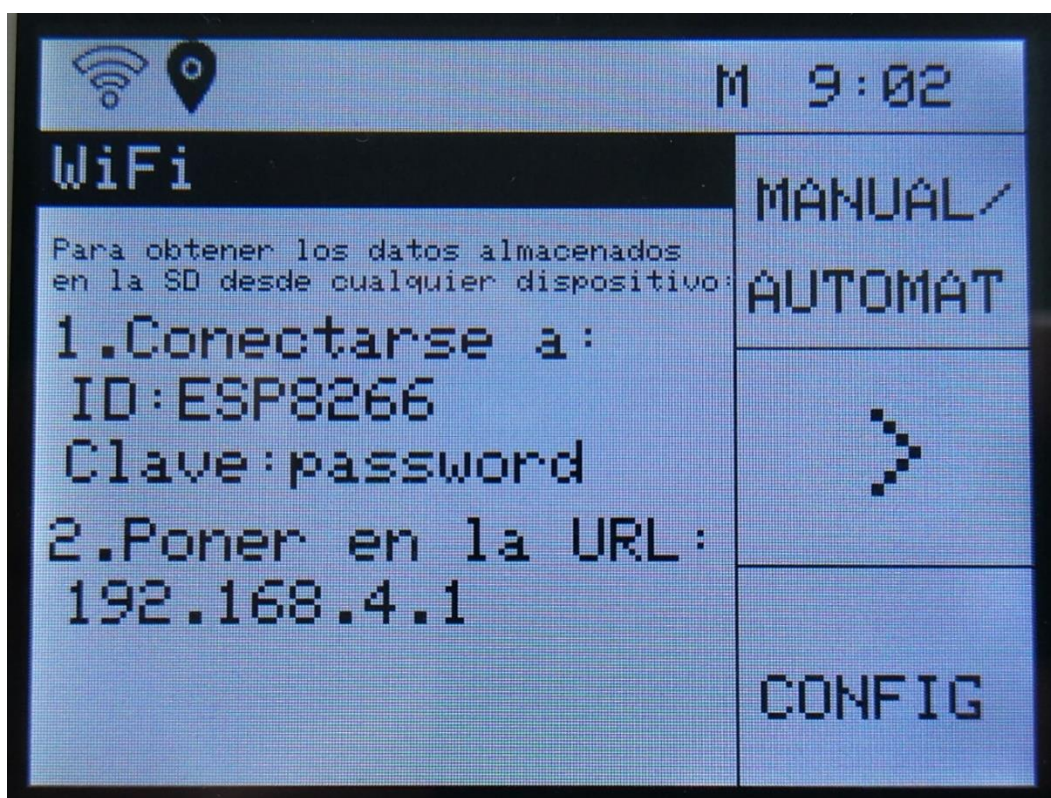 M 9:02
WiFi
Para obtener los datos almacenados
en la SD desde cualquier dispositivo:
1.Conectarse a:
ID:ESP8266
Clave:password
2.Poner en la URL:
192.168.4.1
MANUAL/
AUTOMAT
>
CONFIG